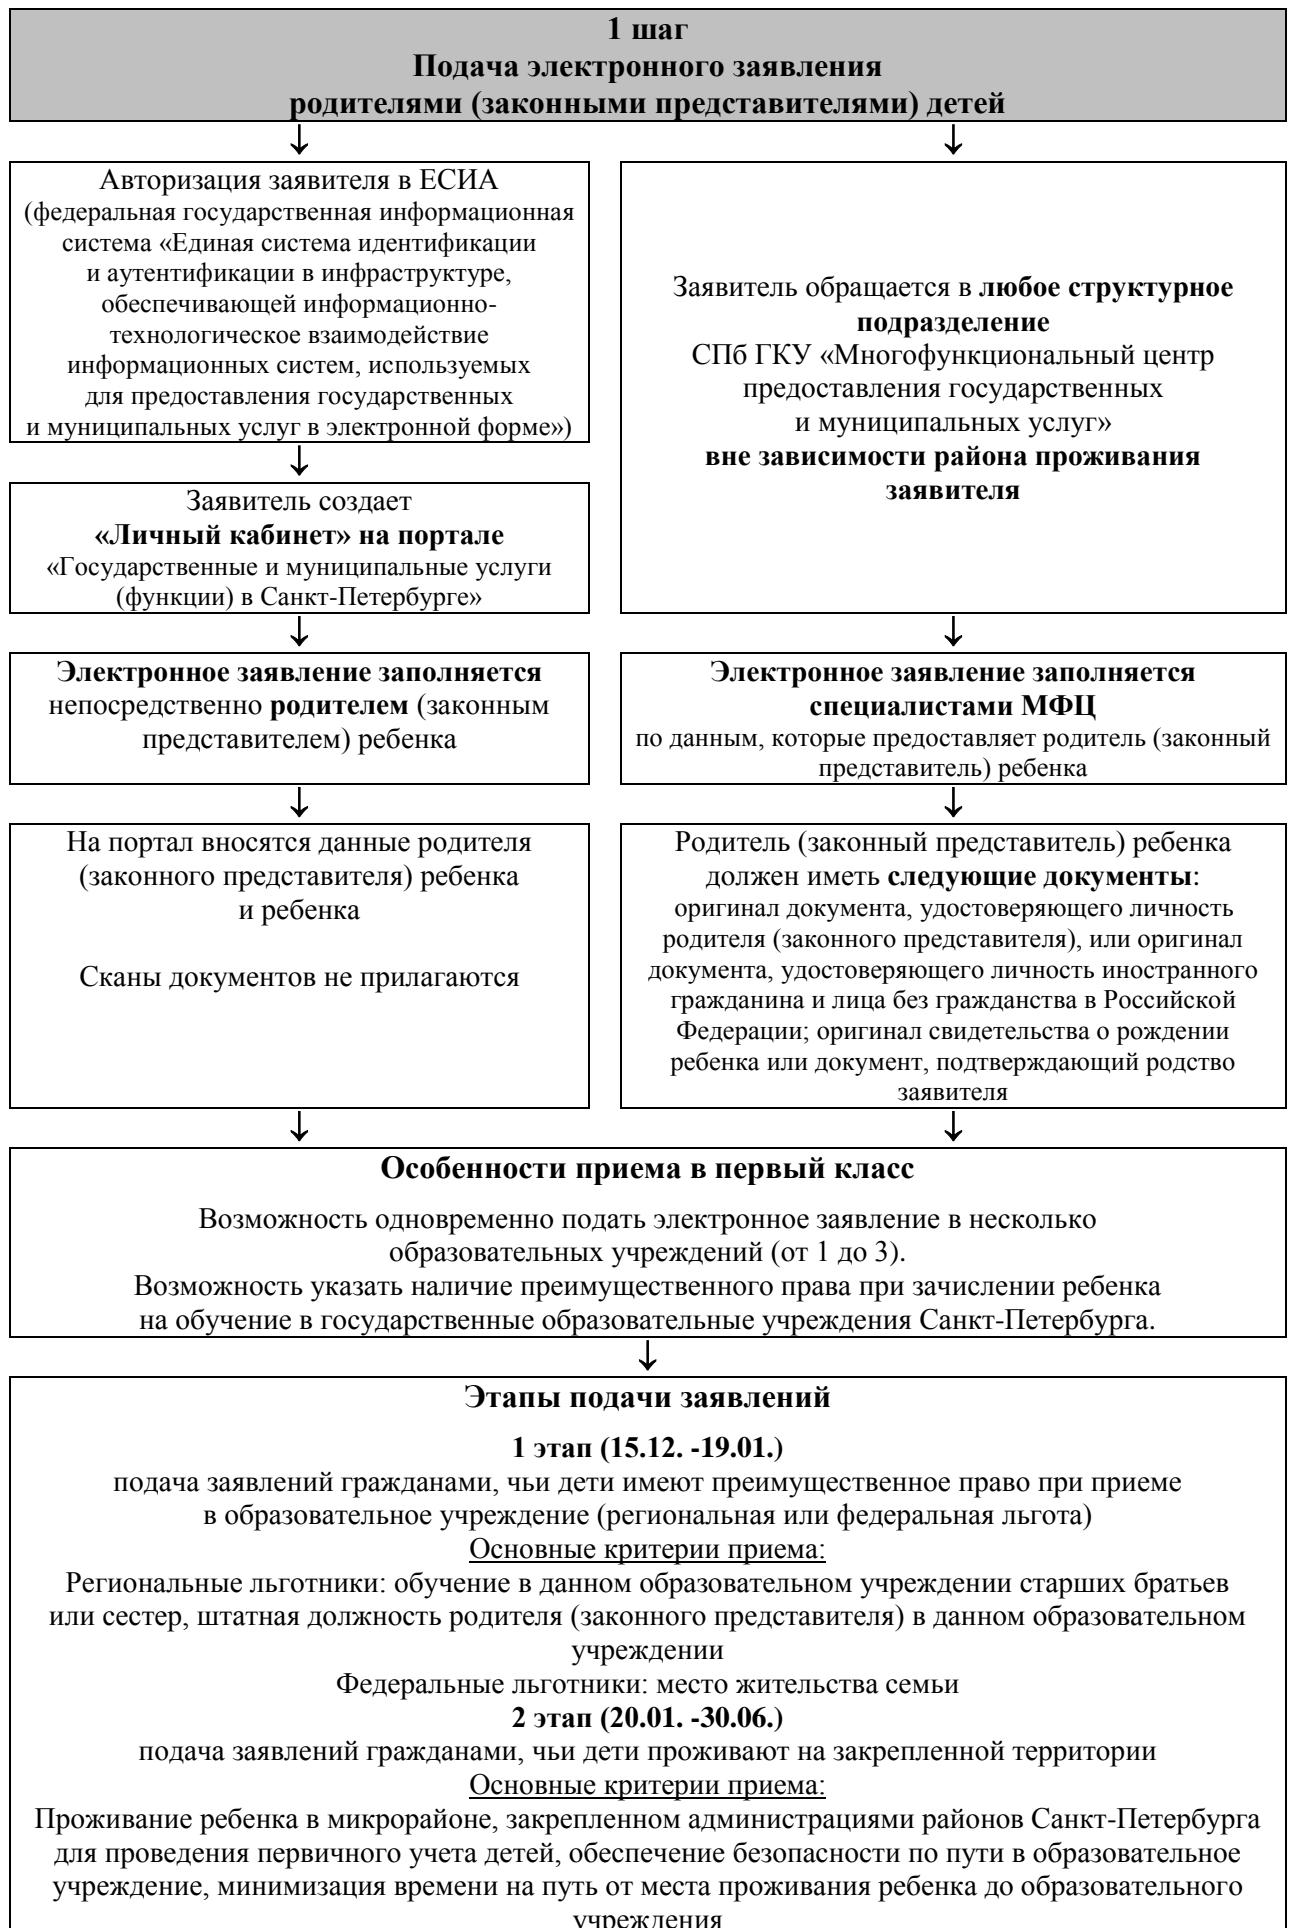 1 шаг
Подача электронного заявления
родителями (законными представителями) детей
↓
↓
Авторизация заявителя в ЕСИА
(федеральная государственная информационная
система «Единая система идентификации
и аутентификации в инфраструктуре,
обеспечивающей информационно-
технологическое взаимодействие
информационных систем, используемых
для предоставления государственных
и муниципальных услуг в электронной форме»)
↓
Заявитель создает
«Личный кабинет» на портале
«Государственные и муниципальные услуги
(функции) в Санкт-Петербурге»
Заявитель обращается в любое структурное
подразделение
СПб ГКУ «Многофункциональный центр
предоставления государственных
и муниципальных услуг»
вне зависимости района проживания
заявителя
↓
↓
Электронное заявление заполняется
непосредственно родителем (законным
представителем) ребенка
Электронное заявление заполняется
специалистами МФЦ
по данным, которые предоставляет родитель (законный
представитель) ребенка
↓
↓
На портал вносятся данные родителя
(законного представителя) ребенка
и ребенка
Сканы документов не прилагаются
Родитель (законный представитель) ребенка
должен иметь следующие документы:
оригинал документа, удостоверяющего личность
родителя (законного представителя), или оригинал
документа, удостоверяющего личность иностранного
гражданина и лица без гражданства в Российской
Федерации; оригинал свидетельства о рождении
ребенка или документ, подтверждающий родство
заявителя
↓
↓
Особенности приема в первый класс
Возможность одновременно подать электронное заявление в несколько
образовательных учреждений (от 1 до 3).
Возможность указать наличие преимущественного права при зачислении ребенка
на обучение в государственные образовательные учреждения Санкт-Петербурга.
↓
Этапы подачи заявлений
1 этап (15.12. -19.01.)
подача заявлений гражданами, чьи дети имеют преимущественное право при приеме
в образовательное учреждение (региональная или федеральная льгота)
Основные критерии приема:
Региональные льготники: обучение в данном образовательном учреждении старших братьев
или сестер, штатная должность родителя (законного представителя) в данном образовательном
учреждении
Федеральные льготники: место жительства семьи
2 этап (20.01. -30.06.)
подача заявлений гражданами, чьи дети проживают на закрепленной территории
Основные критерии приема:
Проживание ребенка в микрорайоне, закрепленном администрациями районов Санкт-Петербурга
для проведения первичного учета детей, обеспечение безопасности по пути в образовательное
учреждение, минимизация времени на путь от места проживания ребенка до образовательного
учреждения